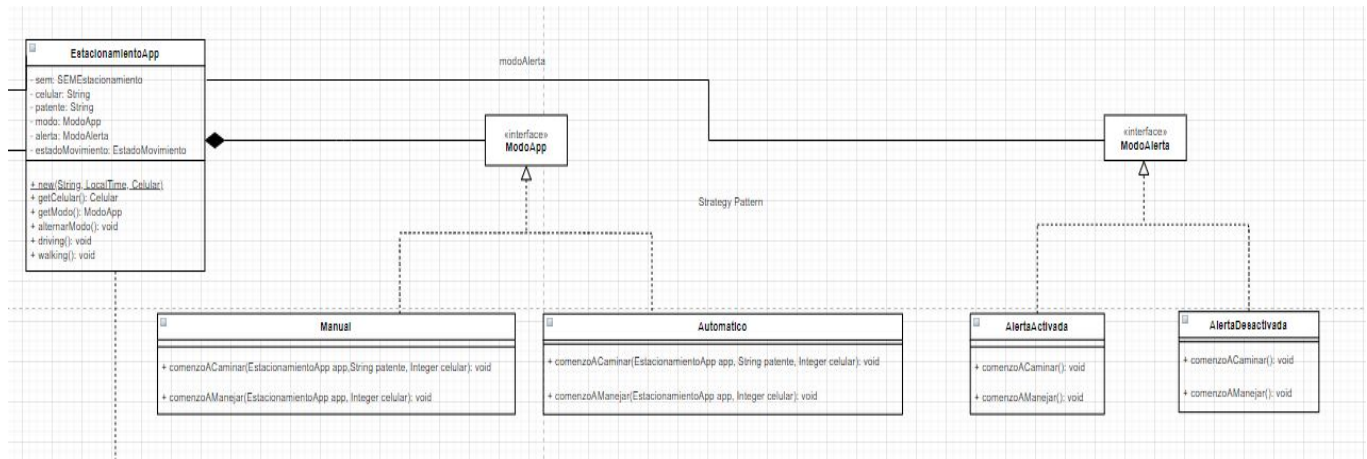 EstacionamientoApp
- sem: SEMEstacionamiento
- celular: String
- patente: String
- modo: ModoApp
- alerta: ModoAlerta
- estadoMovimiento: EstadoMovimiento
+ new(String, LocalTime, Celular)
+ getCelular(): Celular
+ getModo(): ModoApp
+ alternarModo(): void
+ driving(): void
+ walking(): void
modoAlerta
«interface»
ModoApp
«interface»
ModoAlerta
Strategy Pattern
Manual
+ comenzoACaminar(EstacionamientoApp app,String patente, Integer celular): void
+ comenzoAManejar(EstacionamientoApp app, Integer celular): void
Automatico
+ comenzoACaminar(EstacionamientoApp app, String patente, Integer celular): void
+ comenzoAManejar(EstacionamientoApp app, Integer celular): void
AlertaActivada
+ comenzoACaminar(): void
+ comenzoAManejar(): void
AlertaDesactivada
+ comenzoACaminar(): void
+ comenzoAManejar(): void